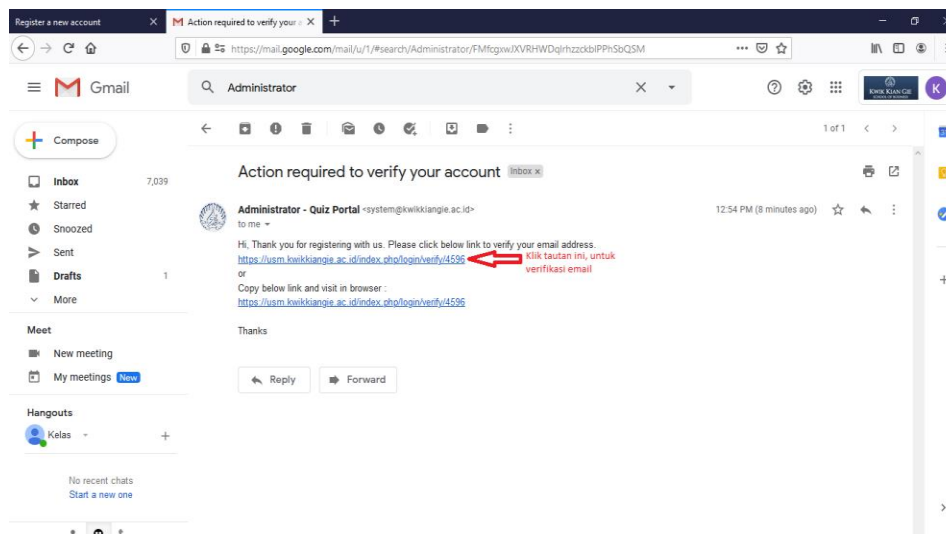 Register a new account
Action required to verify your a
https://mail.google.com/mail/u/1/#search/Administrator/FMfcgxwJXVRHWDqlrhzzckblPPhSbQSM
Gmail
Administrator
KWIK KIAN GIE
SCHOOL OF BUSINESS
K
Compose
1 of 1
Inbox 7,039
Starred
Snoozed
Sent
Drafts 1
More
Meet
New meeting
My meetings New
Hangouts
Kelas
No recent chats
Start a new one
Action required to verify your account Inbox x
Administrator - Quiz Portal <system@kwikkiangie.ac.id>
12:54 PM (8 minutes ago)
to me
Hi, Thank you for registering with us. Please click below link to verify your email address.
https://usm.kwikkiangie.ac.id/index.php/login/verify/4596
Klik tautan ini, untuk
verifikasi email
or
Copy below link and visit in browser :
https://usm.kwikkiangie.ac.id/index.php/login/verify/4596
Thanks
Reply
Forward